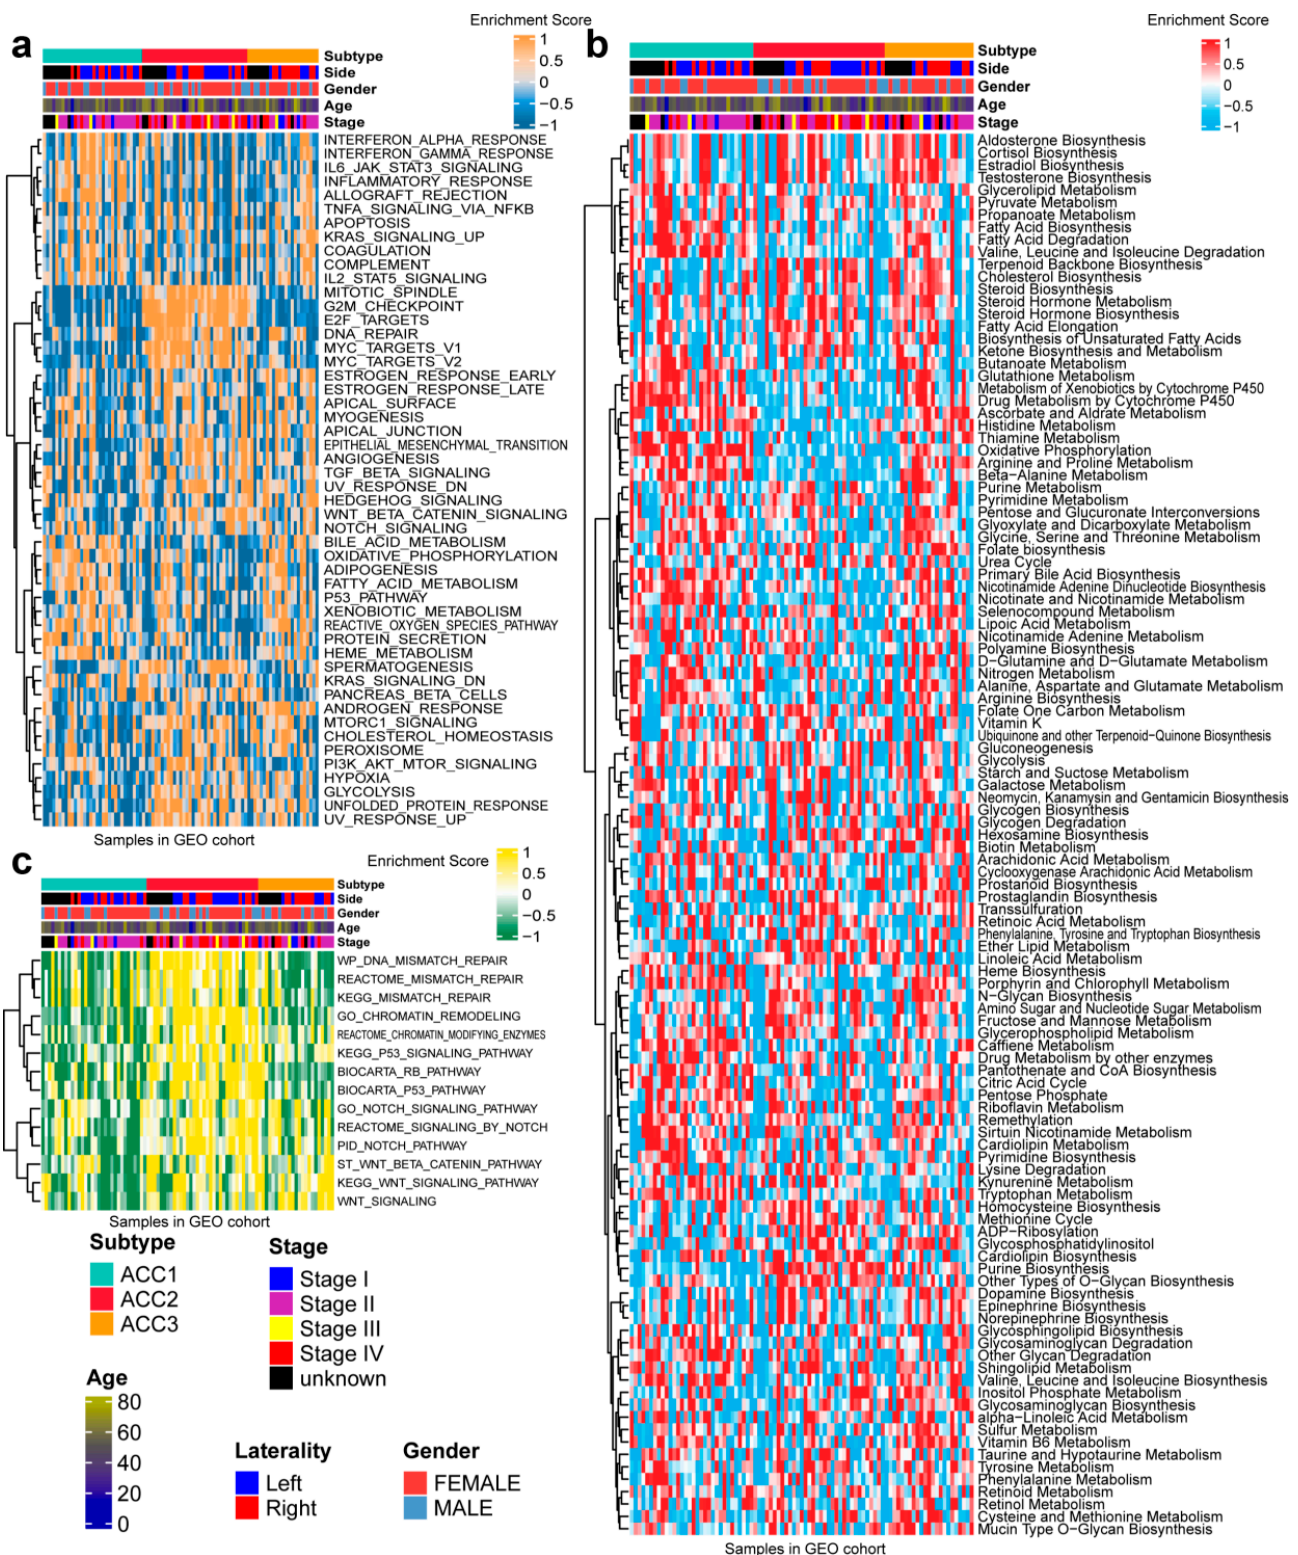 a
Enrichment Score
1
0.5
0
−0.5
−1
Subtype
Side
Gender
Age
Stage
INTERFERON_ALPHA_RESPONSE
INTERFERON_GAMMA_RESPONSE
IL6_JAK_STAT3_SIGNALING
INFLAMMATORY_RESPONSE
ALLOGRAFT_REJECTION
TNFA_SIGNALING_VIA_NFKB
APOPTOSIS
KRAS_SIGNALING_UP
COAGULATION
COMPLEMENT
IL2_STAT5_SIGNALING
MITOTIC_SPINDLE
G2M_CHECKPOINT
E2F_TARGETS
DNA_REPAIR
MYC_TARGETS_V1
MYC_TARGETS_V2
ESTROGEN_RESPONSE_EARLY
ESTROGEN_RESPONSE_LATE
APICAL_SURFACE
MYOGENESIS
APICAL_JUNCTION
EPITHELIAL_MESENCHYMAL_TRANSITION
ANGIOGENESIS
TGF_BETA_SIGNALING
UV_RESPONSE_DN
HEDGEHOG_SIGNALING
WNT_BETA_CATENIN_SIGNALING
NOTCH_SIGNALING
BILE_ACID_METABOLISM
OXIDATIVE_PHOSPHORYLATION
ADIPOGENESIS
FATTY_ACID_METABOLISM
P53_PATHWAY
XENOBIOTIC_METABOLISM
REACTIVE_OXYGEN_SPECIES_PATHWAY
PROTEIN_SECRETION
HEME_METABOLISM
SPERMATOGENESIS
KRAS_SIGNALING_DN
PANCREAS_BETA_CELLS
ANDROGEN_RESPONSE
MTORC1_SIGNALING
CHOLESTEROL_HOMEOSTASIS
PEROXISOME
PI3K_AKT_MTOR_SIGNALING
HYPOXIA
GLYCOLYSIS
UNFOLDED_PROTEIN_RESPONSE
UV_RESPONSE_UP
Samples in GEO cohort
b
Enrichment Score
1
0.5
0
−0.5
−1
Subtype
Side
Gender
Age
Stage
Aldosterone Biosynthesis
Cortisol Biosynthesis
Estradiol Biosynthesis
Testosterone Biosynthesis
Glycerolipid Metabolism
Pyruvate Metabolism
Propanoate Metabolism
Fatty Acid Biosynthesis
Fatty Acid Degradation
Valine, Leucine and Isoleucine Degradation
Terpenoid Backbone Biosynthesis
Cholesterol Biosynthesis
Steroid Biosynthesis
Steroid Hormone Metabolism
Steroid Hormone Biosynthesis
Fatty Acid Elongation
Biosynthesis of Unsaturated Fatty Acids
Ketone Biosynthesis and Metabolism
Butanoate Metabolism
Glutathione Metabolism
Metabolism of Xenobiotics by Cytochrome P450
Drug Metabolism by Cytochrome P450
Ascorbate and Aldrate Metabolism
Histidine Metabolism
Thiamine Metabolism
Oxidative Phosphorylation
Arginine and Proline Metabolism
Beta−Alanine Metabolism
Purine Metabolism
Pyrimidine Metabolism
Pentose and Glucuronate Interconversions
Glyoxylate and Dicarboxylate Metabolism
Glycine, Serine and Threonine Metabolism
Folate biosynthesis
Urea Cycle
Primary Bile Acid Biosynthesis
Nicotinamide Adenine Dinucleotide Biosynthesis
Nicotinate and Nicotinamide Metabolism
Selenocompound Metabolism
Lipoic Acid Metabolism
Nicotinamide Adenine Metabolism
Polyamine Biosynthesis
D−Glutamine and D−Glutamate Metabolism
Nitrogen Metabolism
Alanine, Aspartate and Glutamate Metabolism
Arginine Biosynthesis
Folate One Carbon Metabolism
Vitamin K
Ubiquinone and other Terpenoid−Quinone Biosynthesis
Gluconeogenesis
Glycolysis
Starch and Suctose Metabolism
Galactose Metabolism
Neomycin, Kanamysin and Gentamicin Biosynthesis
Glycogen Biosynthesis
Glycogen Degradation
Hexosamine Biosynthesis
Biotin Metabolism
Arachidonic Acid Metabolism
Cyclooxygenase Arachidonic Acid Metabolism
Prostanoid Biosynthesis
Prostaglandin Biosynthesis
Transsulfuration
Retinoic Acid Metabolism
Phenylalanine, Tyrosine and Tryptophan Biosynthesis
Ether Lipid Metabolism
Linoleic Acid Metabolism
Heme Biosynthesis
Porphyrin and Chlorophyll Metabolism
N−Glycan Biosynthesis
Amino Sugar and Nucleotide Sugar Metabolism
Fructose and Mannose Metabolism
Glycerophospholipid Metabolism
Caffiene Metabolism
Drug Metabolism by other enzymes
Pantothenate and CoA Biosynthesis
Citric Acid Cycle
Pentose Phosphate
Riboflavin Metabolism
Remethylation
Sirtuin Nicotinamide Metabolism
Cardiolipin Metabolism
Pyrimidine Biosynthesis
Lysine Degradation
Kynurenine Metabolism
Tryptophan Metabolism
Homocysteine Biosynthesis
Methionine Cycle
ADP−Ribosylation
Glycosphosphatidylinositol
Cardiolipin Biosynthesis
Purine Biosynthesis
Other Types of O−Glycan Biosynthesis
Dopamine Biosynthesis
Epinephrine Biosynthesis
Norepinephrine Biosynthesis
Glycosphingolipid Biosynthesis
Glycosaminoglycan Degradation
Other Glycan Degradation
Shingolipid Metabolism
Valine, Leucine and Isoleucine Biosynthesis
Inositol Phosphate Metabolism
Glycosaminoglycan Biosynthesis
alpha−Linoleic Acid Metabolism
Sulfur Metabolism
Vitamin B6 Metabolism
Taurine and Hypotaurine Metabolism
Tyrosine Metabolism
Phenylalanine Metabolism
Retinoid Metabolism
Retinol Metabolism
Cysteine and Methionine Metabolism
Mucin Type O−Glycan Biosynthesis
Samples in GEO cohort
c
Enrichment Score
1
0.5
0
−0.5
−1
Subtype
Side
Gender
Age
Stage
WP_DNA_MISMATCH_REPAIR
REACTOME_MISMATCH_REPAIR
KEGG_MISMATCH_REPAIR
GO_CHROMATIN_REMODELING
REACTOME_CHROMATIN_MODIFYING_ENZYMES
KEGG_P53_SIGNALING_PATHWAY
BIOCARTA_RB_PATHWAY
BIOCARTA_P53_PATHWAY
GO_NOTCH_SIGNALING_PATHWAY
REACTOME_SIGNALING_BY_NOTCH
PID_NOTCH_PATHWAY
ST_WNT_BETA_CATENIN_PATHWAY
KEGG_WNT_SIGNALING_PATHWAY
WNT_SIGNALING
Samples in GEO cohort
Subtype
ACC1
ACC2
ACC3
Stage
Stage I
Stage II
Stage III
Stage IV
unknown
Age
80
60
40
20
0
Laterality
Left
Right
Gender
FEMALE
MALE